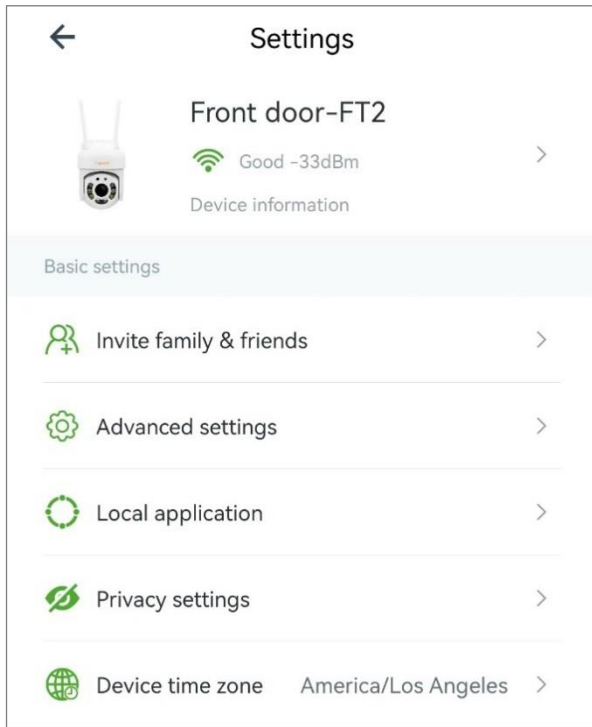 Settings
Front door-FT2
Good -33dBm
Device information
Basic settings
Invite family & friends
Advanced settings
Local application
Privacy settings
Device time zone America/Los Angeles